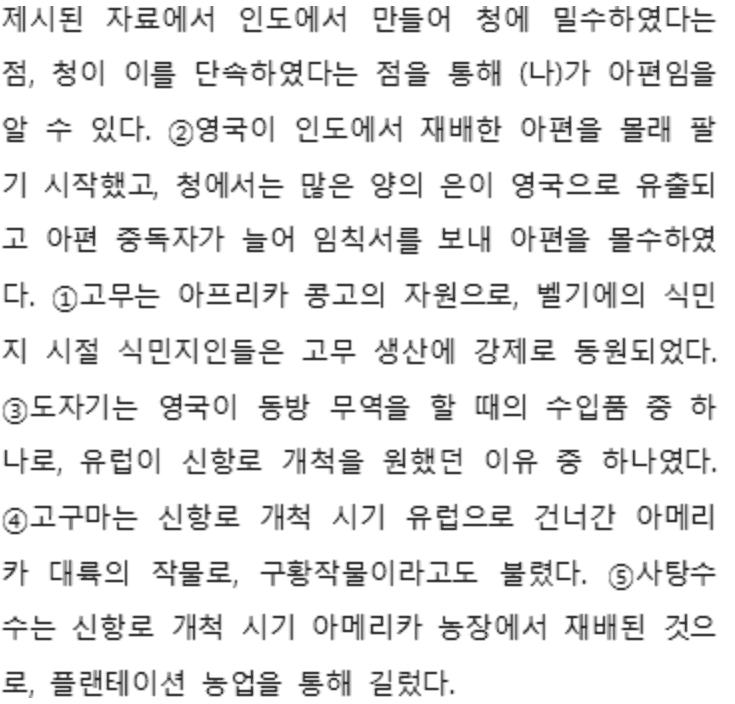 제시된 자료에서 인도에서 만들어 청에 밀수하였다는
점, 청이 이를 단속하였다는 점을 통해 (나)가 아편임을
알 수 있다. ②영국이 인도에서 재배한 아편을 몰래 팔
기 시작했고, 청에서는 많은 양의 은이 영국으로 유출되
고 아편 중독자가 늘어 임칙서를 보내 아편을 몰수하였
다. ①고무는 아프리카 콩고의 자원으로, 벨기에의 식민
지 시절 식민지인들은 고무 생산에 강제로 동원되었다.
③도자기는 영국이 동방 무역을 할 때의 수입품 중 하
나로, 유럽이 신항로 개척을 원했던 이유 중 하나였다.
④고구마는 신항로 개척 시기 유럽으로 건너간 아메리
카 대륙의 작물로, 구황작물이라고도 불렸다. ⑤사탕수
수는 신항로 개척 시기 아메리카 농장에서 재배된 것으
로, 플랜테이션 농업을 통해 길렀다.